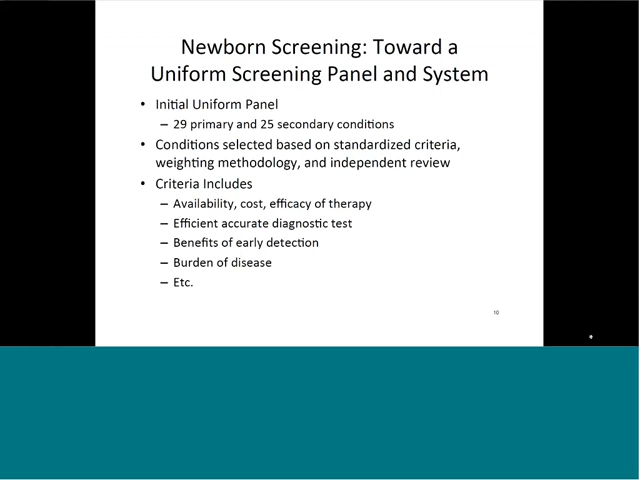 Newborn Screening: Toward a
Uniform Screening Panel and System
• Initial Uniform Panel
– 29 primary and 25 secondary conditions
• Conditions selected based on standardized criteria,
weighting methodology, and independent review
• Criteria Includes
– Availability, cost, efficacy of therapy
– Efficient accurate diagnostic test
– Benefits of early detection
– Burden of disease
– Etc.
10